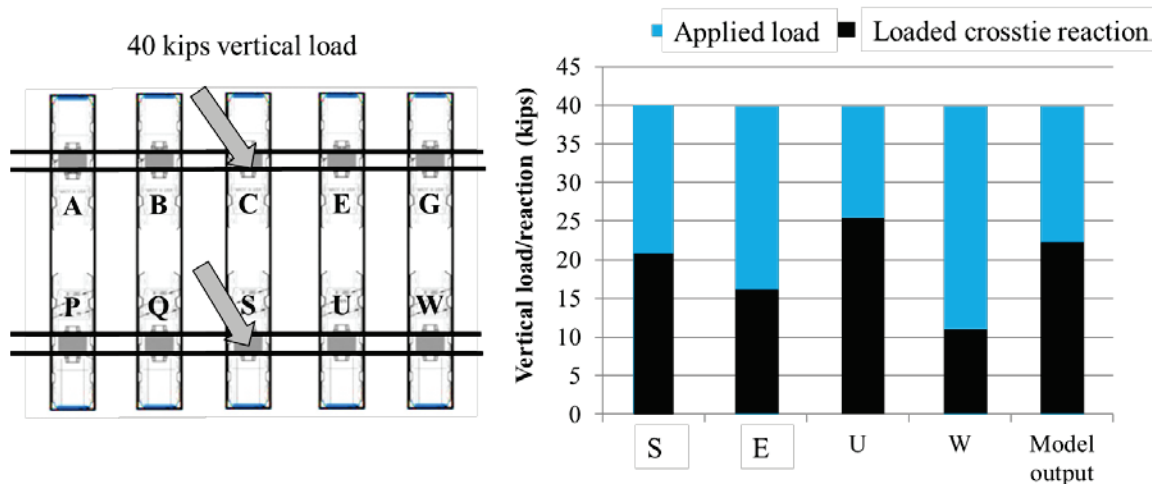 40 kips vertical load
A B C E G
P Q S U W
Applied load Loaded crosstie reaction
Vertical load/reaction (kips)
45
40
35
30
25
20
15
10
5
0
S E U W Model
output